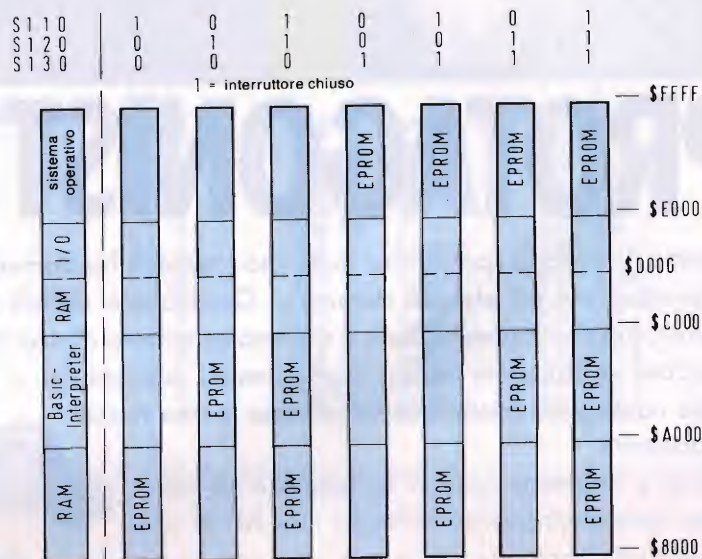 S 1 . 1 0 1 0 1 0 1 0 1
S 1 2 0 0 1 1 0 0 1 1
S 1 3 0 0 0 0 1 1 1 1
1 = interruttore chiuso
$FFFF
sistema
operativo
EPROM
EPROM
EPROM
EPROM
$E000
I/O
$D00G
RAM
$C000
Basic-
Interpreter
EPROM
EPROM
EPROM
EPROM
$A000
RAM
EPROM
EPROM
EPROM
EPROM
$8000